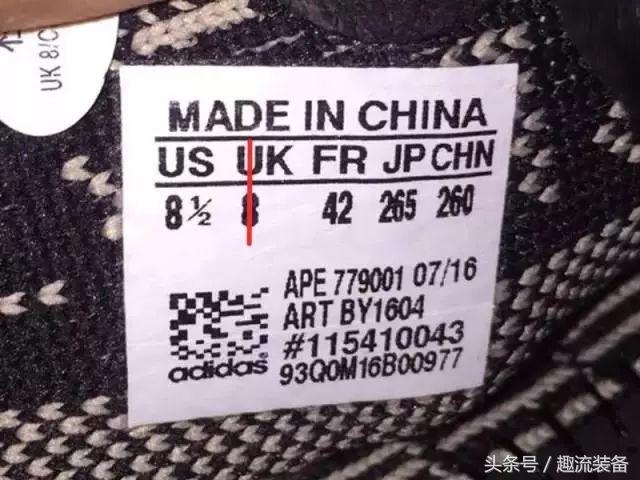 UK 8/C
MADE IN CHINA
US UK FR JP CHN
8½ 8 42 265 260
APE 779001 07/16
ART BY1604
#115410043
adidas 93Q0M16B00977
头条号 / 趣流装备